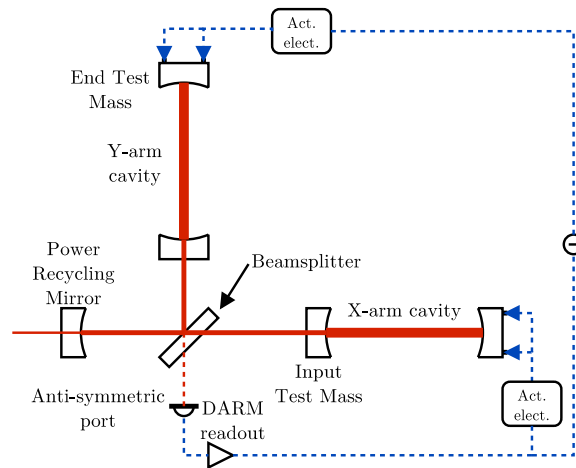 Act.
elect.
End Test
Mass
Y-arm
cavity
Power
Recycling
Mirror
Beamsplitter
X-arm cavity
Input
Test Mass
Anti-symmetric
port
DARM
readout
Act.
elect.